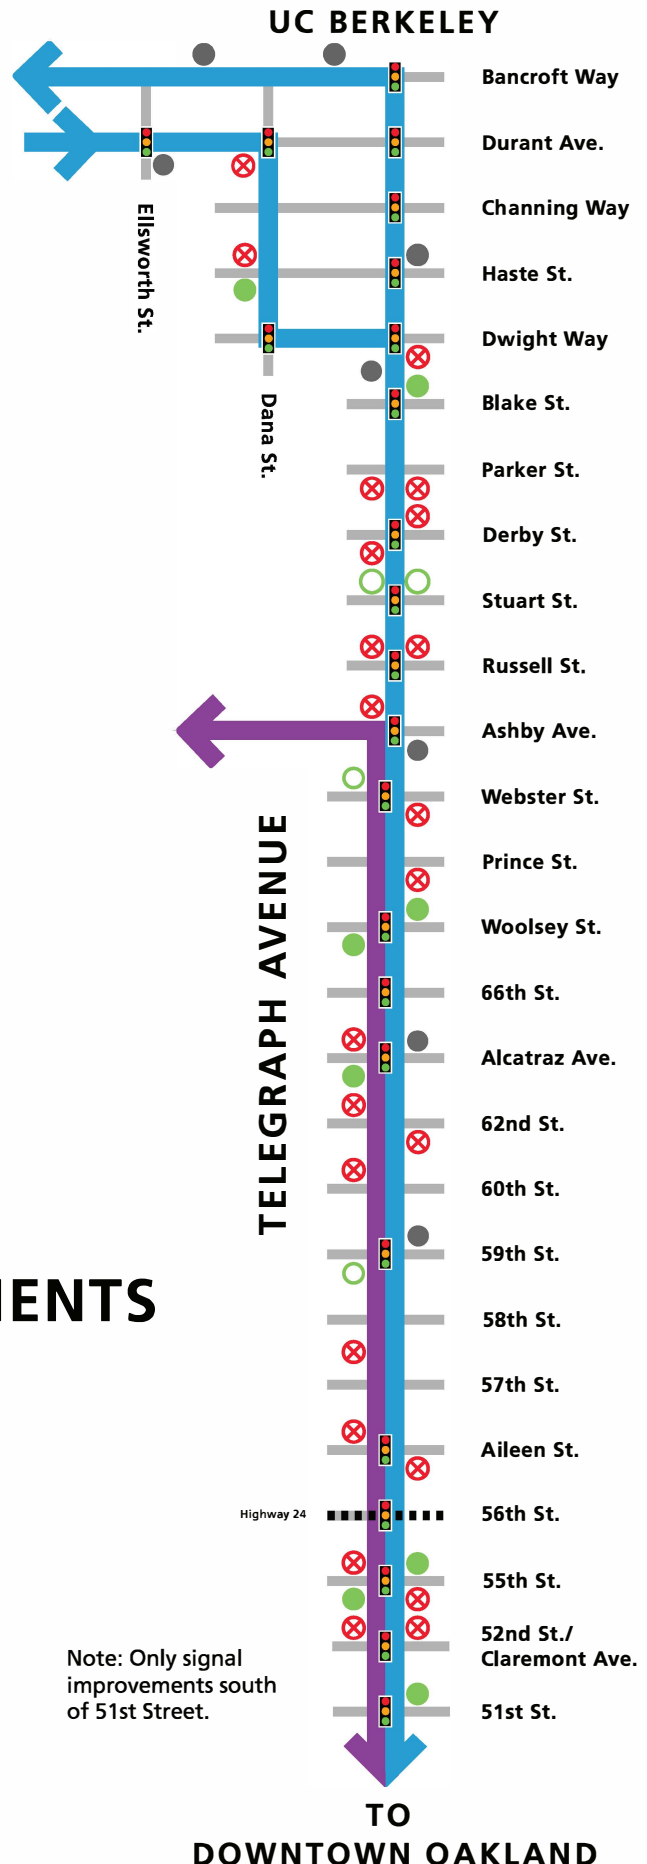 UC BERKELEY
Bancroft Way
Durant Ave.
Channing Way
Ellsworth St.
Haste St.
Dwight Way
Dana St.
Blake St.
Parker St.
Derby St.
Stuart St.
Russell St.
Ashby Ave.
Webster St.
TELEGRAPH AVENUE
Prince St.
Woolsey St.
66th St.
Alcatraz Ave.
62nd St.
60th St.
59th St.
IENTS
58th St.
57th St.
Aileen St.
Highway 24
56th St.
55th St.
52nd St./
Claremont Ave.
Note: Only signal
improvements south
of 51st Street.
51st St.
TO
DOWNTOWN OAKLAND